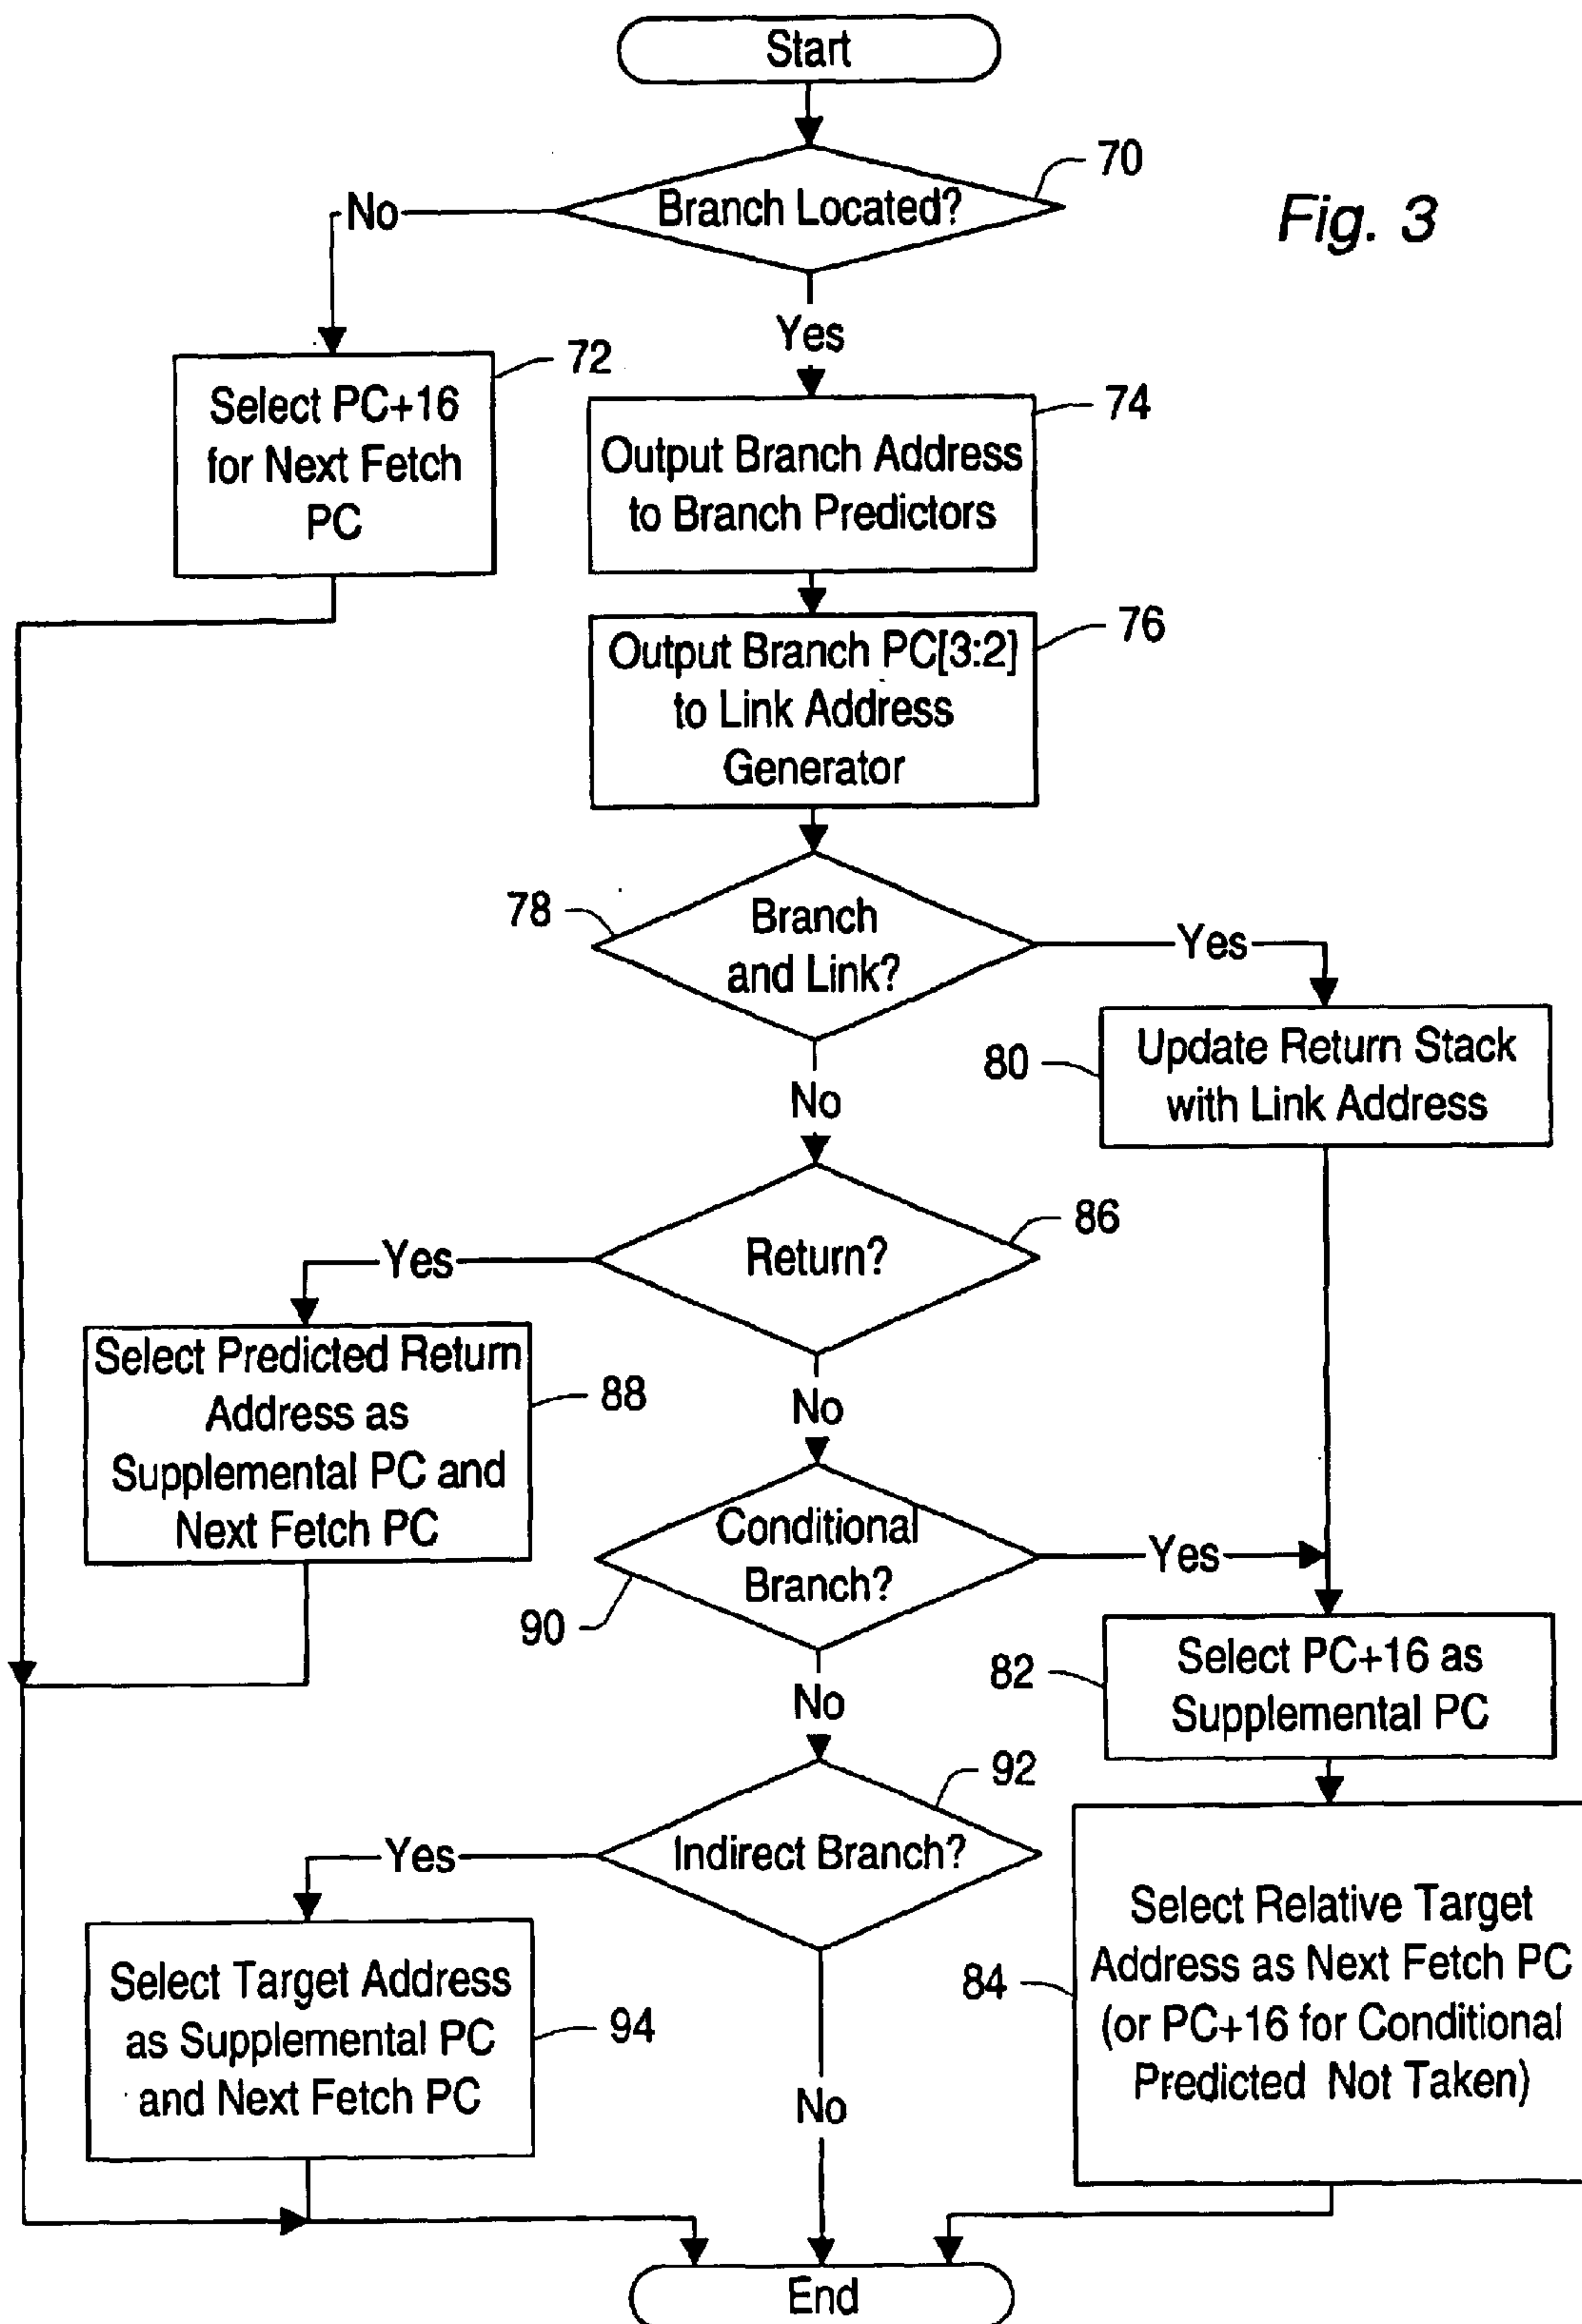 Start
70
Branch Located?
Fig. 3
No
Yes
72
Select PC+16
for Next Fetch
PC
74
Output Branch Address
to Branch Predictors
76
Output Branch PC[3:2]
to Link Address
Generator
78
Branch
and Link?
Yes
80
Update Return Stack
with Link Address
No
86
Return?
Yes
88
Select Predicted Return
Address as
Supplemental PC and
Next Fetch PC
No
Conditional
Branch?
Yes
90
82
Select PC+16 as
Supplemental PC
No
92
Indirect Branch?
Yes
84
Select Relative Target
Address as Next Fetch PC
(or PC+16 for Conditional
Predicted Not Taken)
Select Target Address
as Supplemental PC
and Next Fetch PC
94
No
End